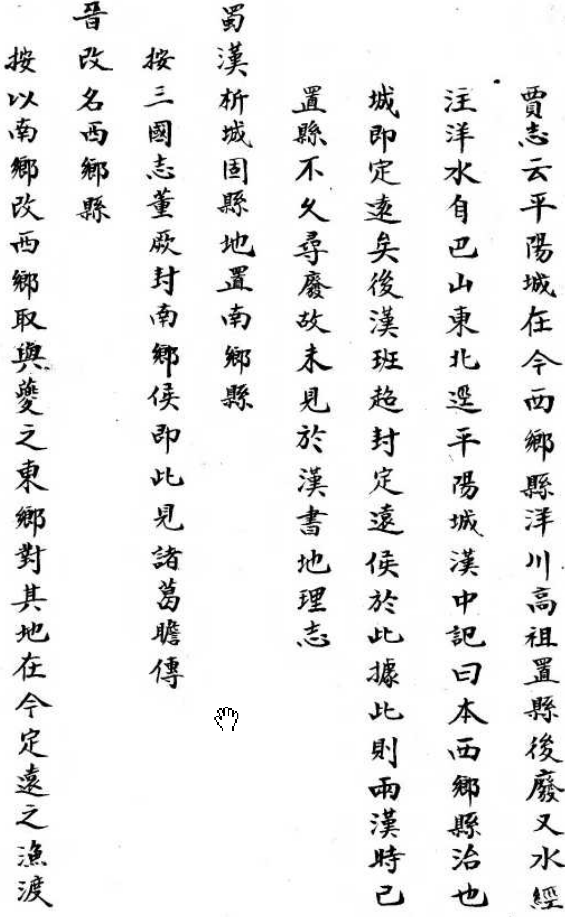 賈志云平陽城在今西鄉縣洋川高祖置縣後廢又水經
注洋水自巴山東北逕平陽城漢中記曰本西鄉縣治也
城即定遠矣後漢班超封定遠侯於此據此則兩漢時已
置縣不久尋廢故未見於漢書地理志
蜀漢析城固縣地置南鄉縣
按三國志董厥封南鄉侯即此見諸葛瞻傳
晉改名西鄉縣
按以南鄉改西鄉取與夔之東鄉對其地在今定遠之漁渡